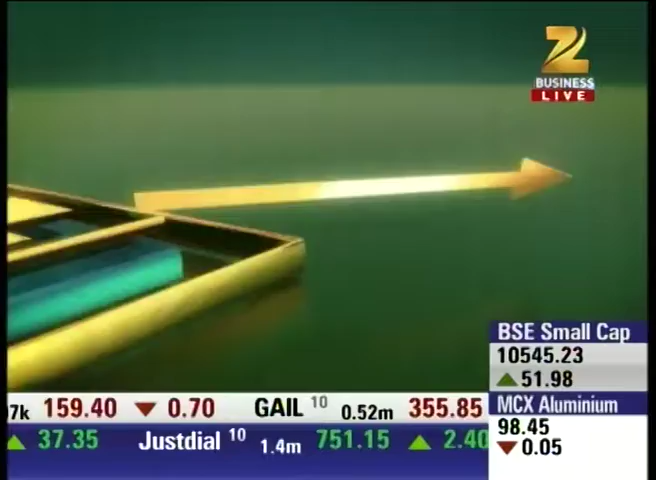 Z
BUSINESS
LIVE
BSE Small Cap
10545.23
51.98
7k 159.40 0.70 GAIL 10 0.52m 355.85
MCX Aluminium
98.45
0.05
37.35 Justdial 10 1.4m 751.15 2.40